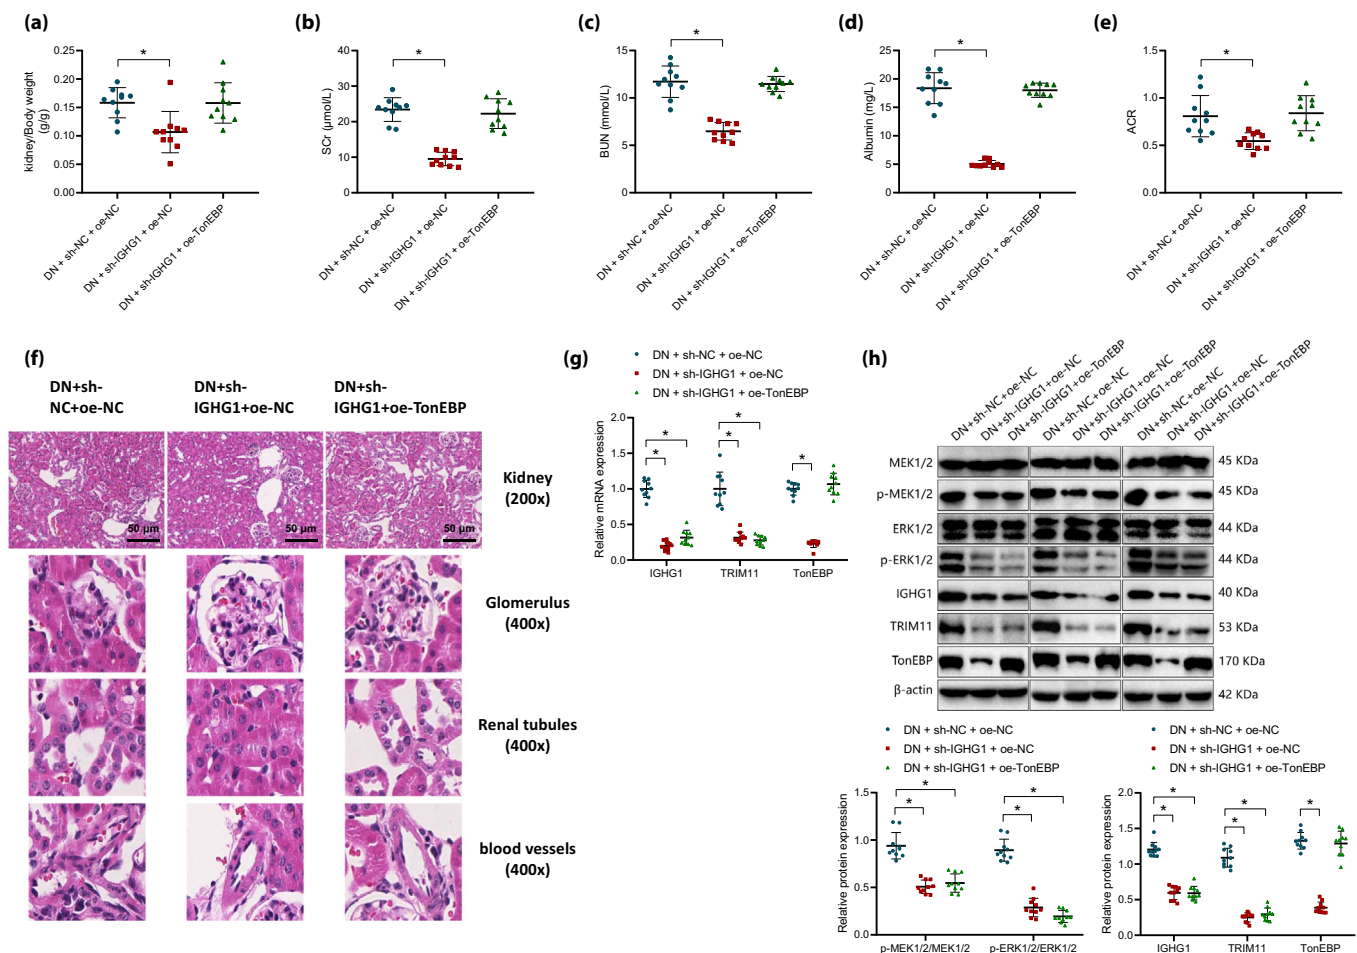 (a)
kidney/Body weight
(g/g)
0.25
0.20
0.15
0.10
0.05
0.00
*
DN + sh-NC + oe-NC
DN + sh-IGHG1 + oe-NC
DN + sh-IGHG1 + oe-TonEBP
(b)
SCr (μmol/L)
40
30
20
10
0
*
DN + sh-NC + oe-NC
DN + sh-IGHG1 + oe-NC
DN + sh-IGHG1 + oe-TonEBP
(c)
BUN (mmol/L)
15
10
5
0
*
DN + sh-NC + oe-NC
DN + sh-IGHG1 + oe-NC
DN + sh-IGHG1 + oe-TonEBP
(d)
Albumin (mg/L)
25
20
15
10
5
0
*
DN + sh-NC + oe-NC
DN + sh-IGHG1 + oe-NC
DN + sh-IGHG1 + oe-TonEBP
(e)
ACR
1.5
1.0
0.5
0.0
*
DN + sh-NC + oe-NC
DN + sh-IGHG1 + oe-NC
DN + sh-IGHG1 + oe-TonEBP
(f)
DN+sh-
NC+oe-NC
DN+sh-
IGHG1+oe-NC
DN+sh-
IGHG1+oe-TonEBP
50 μm
50 μm
50 μm
Kidney
(200x)
Glomerulus
(400x)
Renal tubules
(400x)
blood vessels
(400x)
(g)
DN + sh-NC + oe-NC
DN + sh-IGHG1 + oe-NC
DN + sh-IGHG1 + oe-TonEBP
Relative mRNA expression
2.0
1.5
1.0
0.5
0.0
*
*
*
*
*
IGHG1
TRIM11
TonEBP
(h)
DN+sh-NC+oe-NC
DN+sh-IGHG1+oe-NC
DN+sh-IGHG1+oe-TonEBP
DN+sh-NC+oe-NC
DN+sh-IGHG1+oe-NC
DN+sh-IGHG1+oe-TonEBP
DN+sh-NC+oe-NC
DN+sh-IGHG1+oe-NC
DN+sh-IGHG1+oe-TonEBP
MEK1/2 45 KDa
p-MEK1/2 45 KDa
ERK1/2 44 KDa
p-ERK1/2 44 KDa
IGHG1 40 KDa
TRIM11 53 KDa
TonEBP 170 KDa
β-actin 42 KDa
DN + sh-NC + oe-NC
DN + sh-IGHG1 + oe-NC
DN + sh-IGHG1 + oe-TonEBP
Relative protein expression
1.5
1.0
0.5
0.0
*
*
*
*
p-MEK1/2/MEK1/2
p-ERK1/2/ERK1/2
DN + sh-NC + oe-NC
DN + sh-IGHG1 + oe-NC
DN + sh-IGHG1 + oe-TonEBP
Relative protein expression
2.0
1.5
1.0
0.5
0.0
*
*
*
*
*
IGHG1
TRIM11
TonEBP